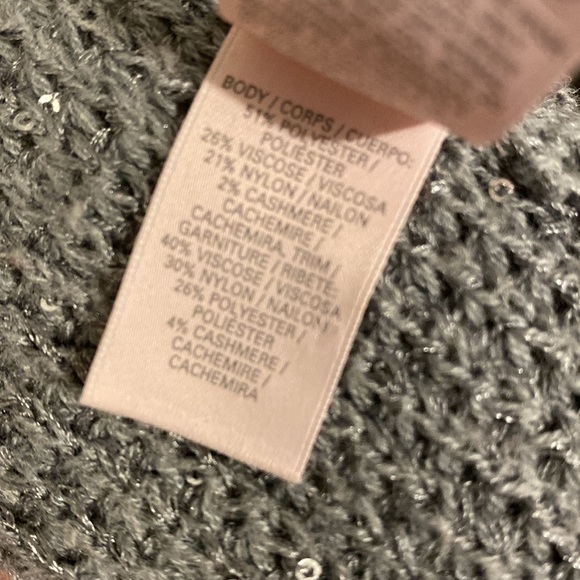 BODY / CORPS / CUERPO:
51% POLYESTER /
POLIESTER
26% VISCOSE / VISCOSA
21% NYLON / NAILON
2% CASHMERE /
CACHEMIRE /
CACHEMIRA, TRIM /
GARNITURE / RIBETE:
40% VISCOSE / VISCOSA
30% NYLON / NAILON
26% POLYESTER /
POLIESTER
4% CASHMERE /
CACHEMIRE /
CACHEMIRA